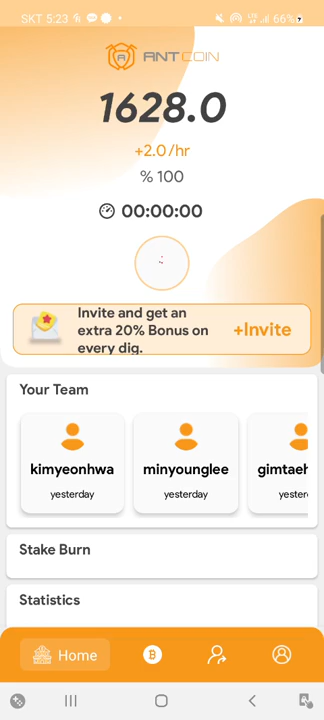 SKT 5:23
66%
ANTCOIN
1628.0
+2.0/hr
% 100
00:00:00
Invite and get an
extra 20% Bonus on
every dig.
+Invite
Your Team
kimyeonhwa
minyounglee
gimtaeh
yesterday
yesterday
yester
Stake Burn
Statistics
Home